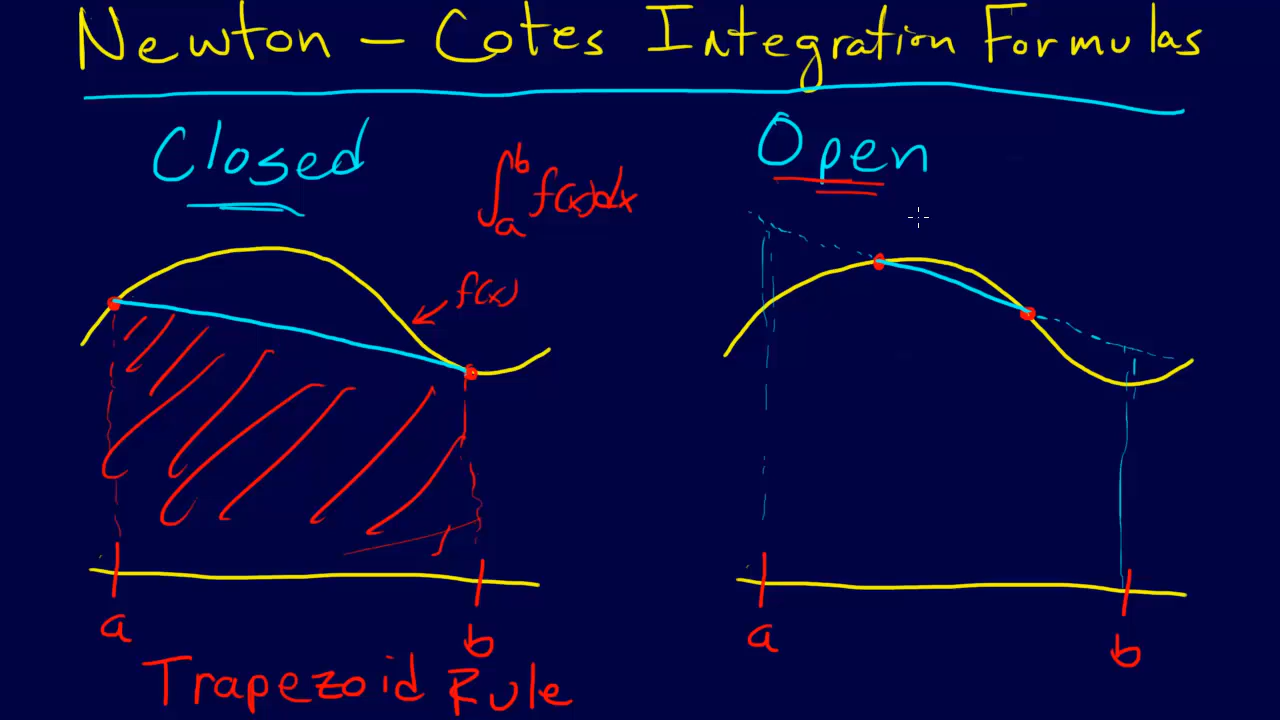 Newton - Cotes Integration Formulas
Closed
Open
∫_a^b f(x)dx
f(x)
a
b
a
b
Trapezoid Rule